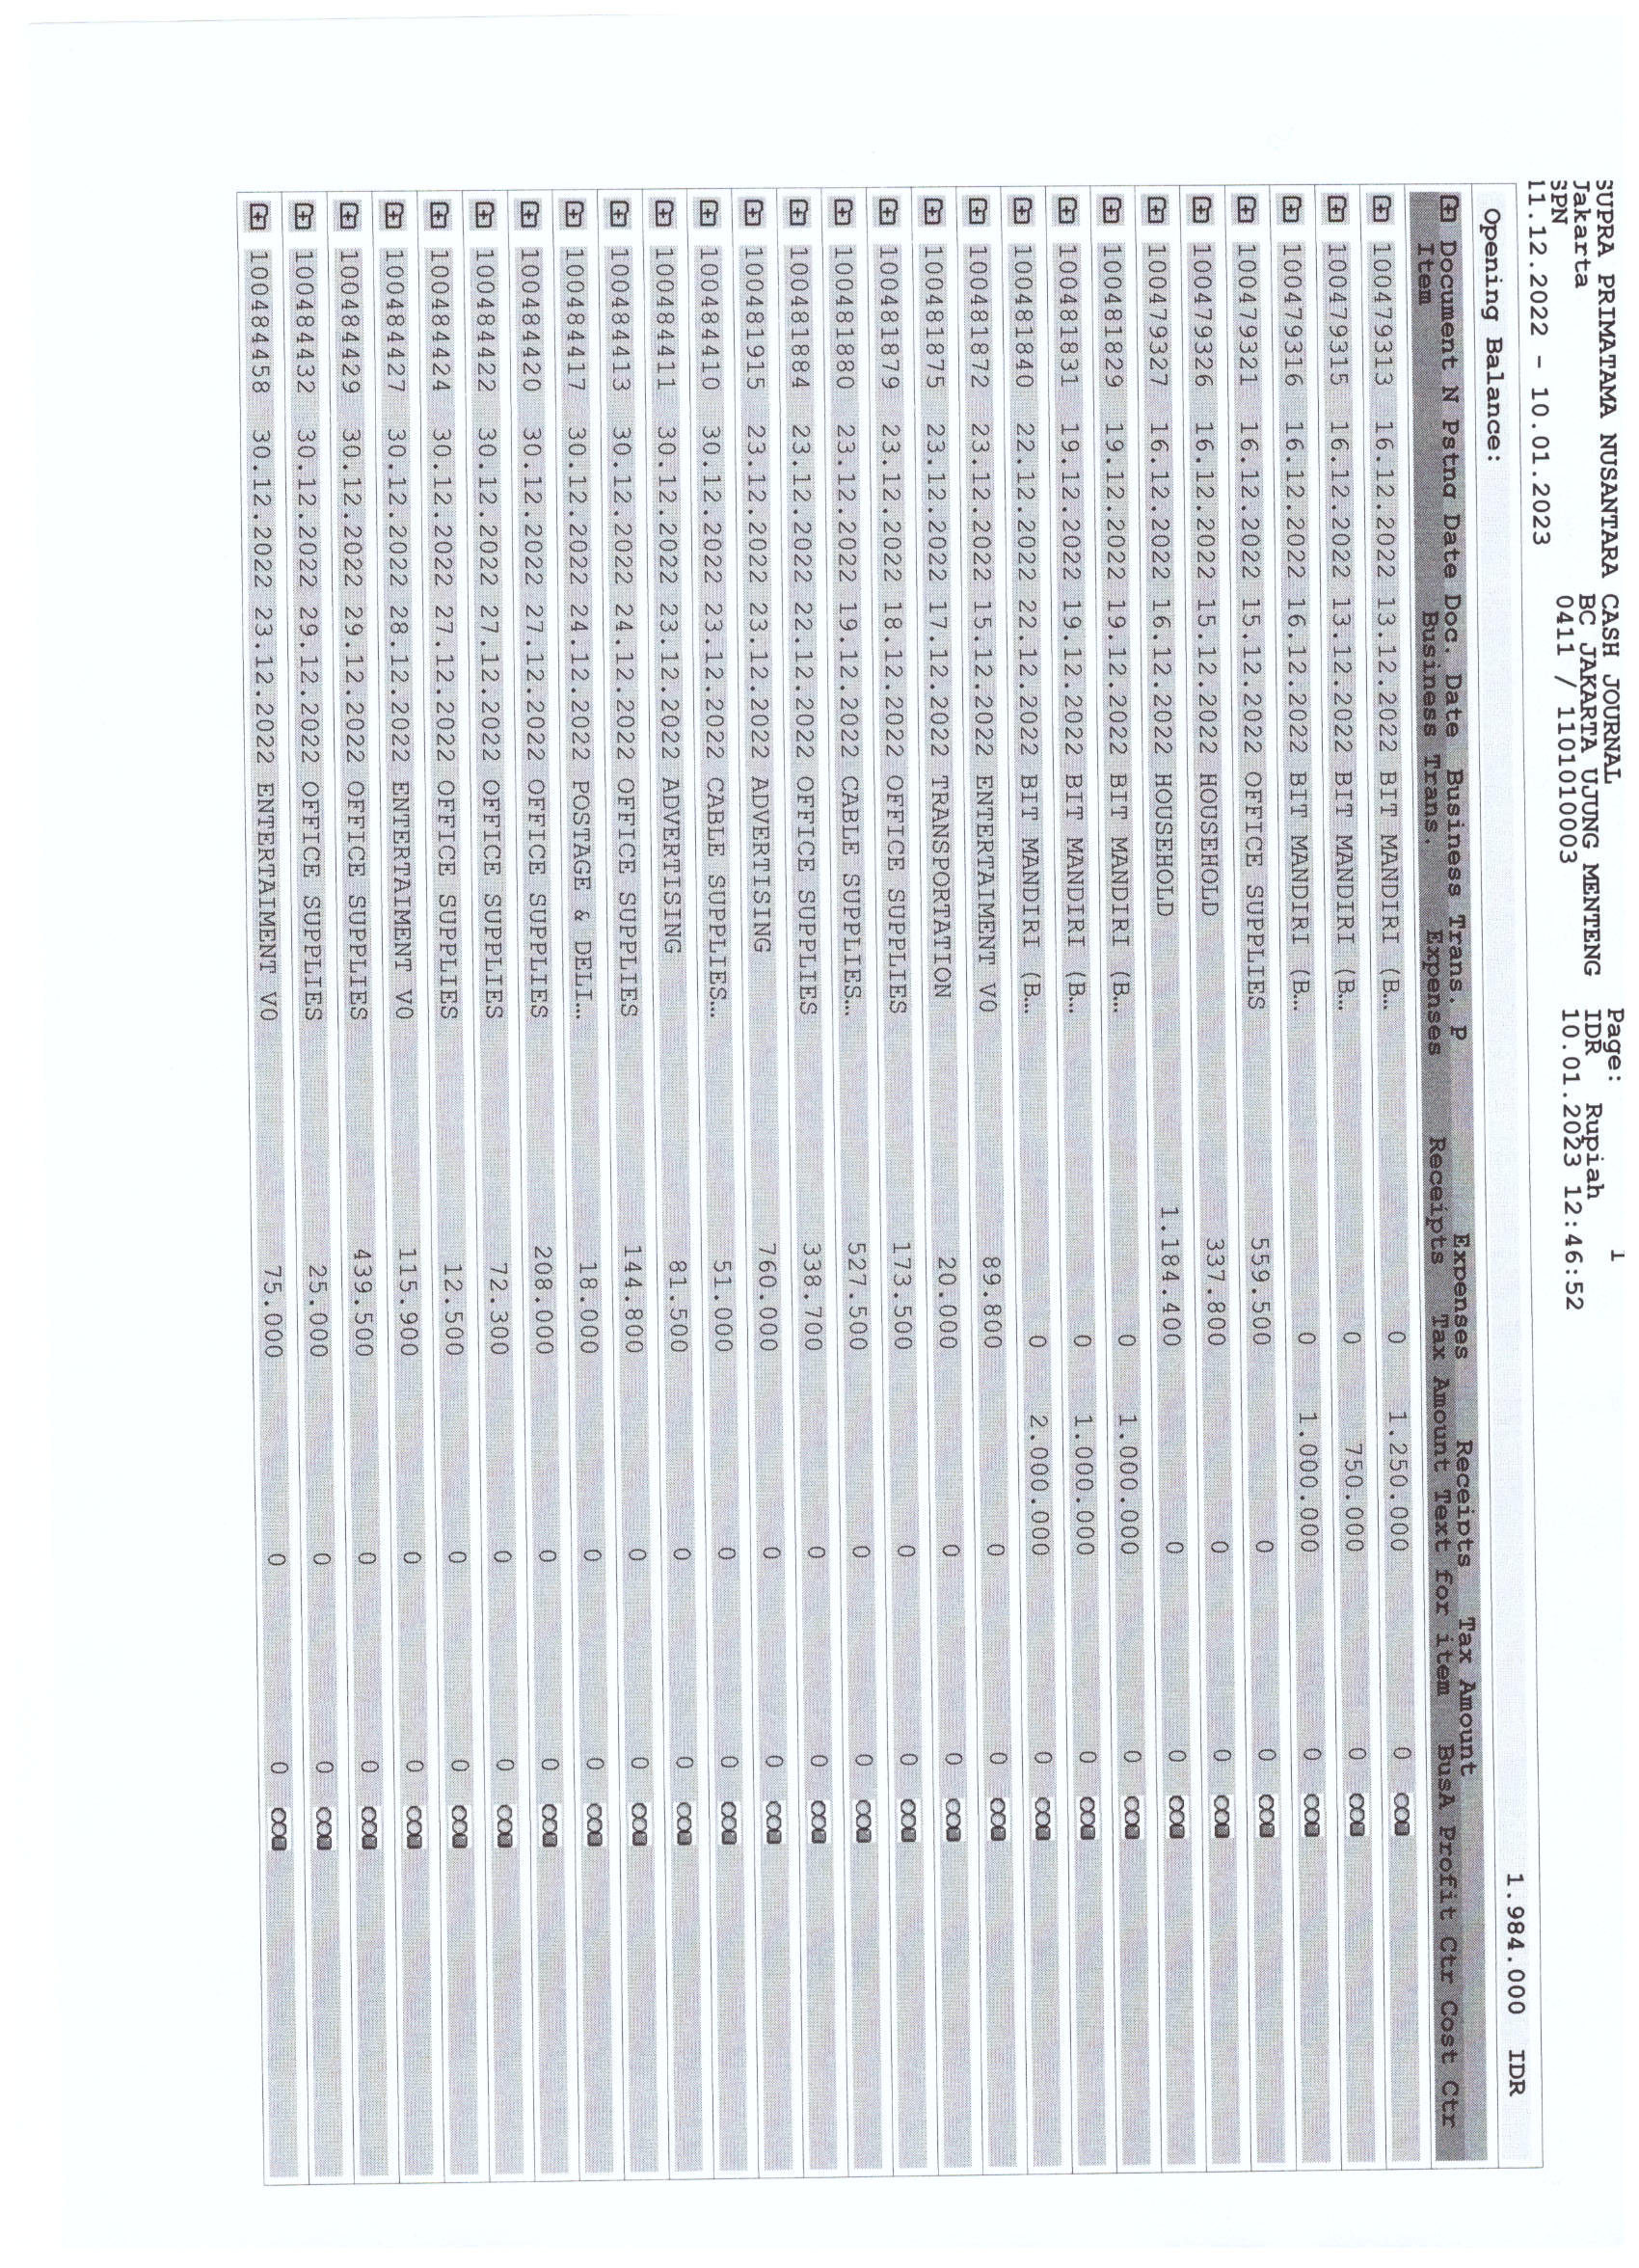 SUPRA PRIMATAMA NUSANTARA CASH JOURNAL Page: 1
Jakarta BC JAKARTA UJUNG MENTENG IDR Rupiah
SPN 0411 / 1101010003 10.01.2023 12:46:52
11.12.2022 - 10.01.2023
Opening Balance: 1.984.000 IDR
Document N Pstng Date Doc. Date Business Trans. P Expenses Receipts Tax Amount
Item Business Trans. Expenses Receipts Tax Amount Text for item BusA Profit Ctr Cost Ctr
100479313 16.12.2022 13.12.2022 BIT MANDIRI (B… 0 1.250.000 0
100479315 16.12.2022 13.12.2022 BIT MANDIRI (B… 0 750.000 0
100479316 16.12.2022 16.12.2022 BIT MANDIRI (B… 0 1.000.000 0
100479321 16.12.2022 15.12.2022 OFFICE SUPPLIES 559.500 0 0
100479326 16.12.2022 15.12.2022 HOUSEHOLD 337.800 0 0
100479327 16.12.2022 16.12.2022 HOUSEHOLD 1.184.400 0 0
100481829 19.12.2022 19.12.2022 BIT MANDIRI (B… 0 1.000.000 0
100481831 19.12.2022 19.12.2022 BIT MANDIRI (B… 0 1.000.000 0
100481840 22.12.2022 22.12.2022 BIT MANDIRI (B… 0 2.000.000 0
100481872 23.12.2022 15.12.2022 ENTERTAIMENT V0 89.800 0 0
100481875 23.12.2022 17.12.2022 TRANSPORTATION 20.000 0 0
100481879 23.12.2022 18.12.2022 OFFICE SUPPLIES 173.500 0 0
100481880 23.12.2022 19.12.2022 CABLE SUPPLIES… 527.500 0 0
100481884 23.12.2022 22.12.2022 OFFICE SUPPLIES 338.700 0 0
100481915 23.12.2022 23.12.2022 ADVERTISING 760.000 0 0
100484410 30.12.2022 23.12.2022 CABLE SUPPLIES… 51.000 0 0
100484411 30.12.2022 23.12.2022 ADVERTISING 81.500 0 0
100484413 30.12.2022 24.12.2022 OFFICE SUPPLIES 144.800 0 0
100484417 30.12.2022 24.12.2022 POSTAGE & DELI… 18.000 0 0
100484420 30.12.2022 27.12.2022 OFFICE SUPPLIES 208.000 0 0
100484422 30.12.2022 27.12.2022 OFFICE SUPPLIES 72.300 0 0
100484424 30.12.2022 27.12.2022 OFFICE SUPPLIES 12.500 0 0
100484427 30.12.2022 28.12.2022 ENTERTAIMENT V0 115.900 0 0
100484429 30.12.2022 29.12.2022 OFFICE SUPPLIES 439.500 0 0
100484432 30.12.2022 29.12.2022 OFFICE SUPPLIES 25.000 0 0
100484458 30.12.2022 23.12.2022 ENTERTAIMENT V0 75.000 0 0